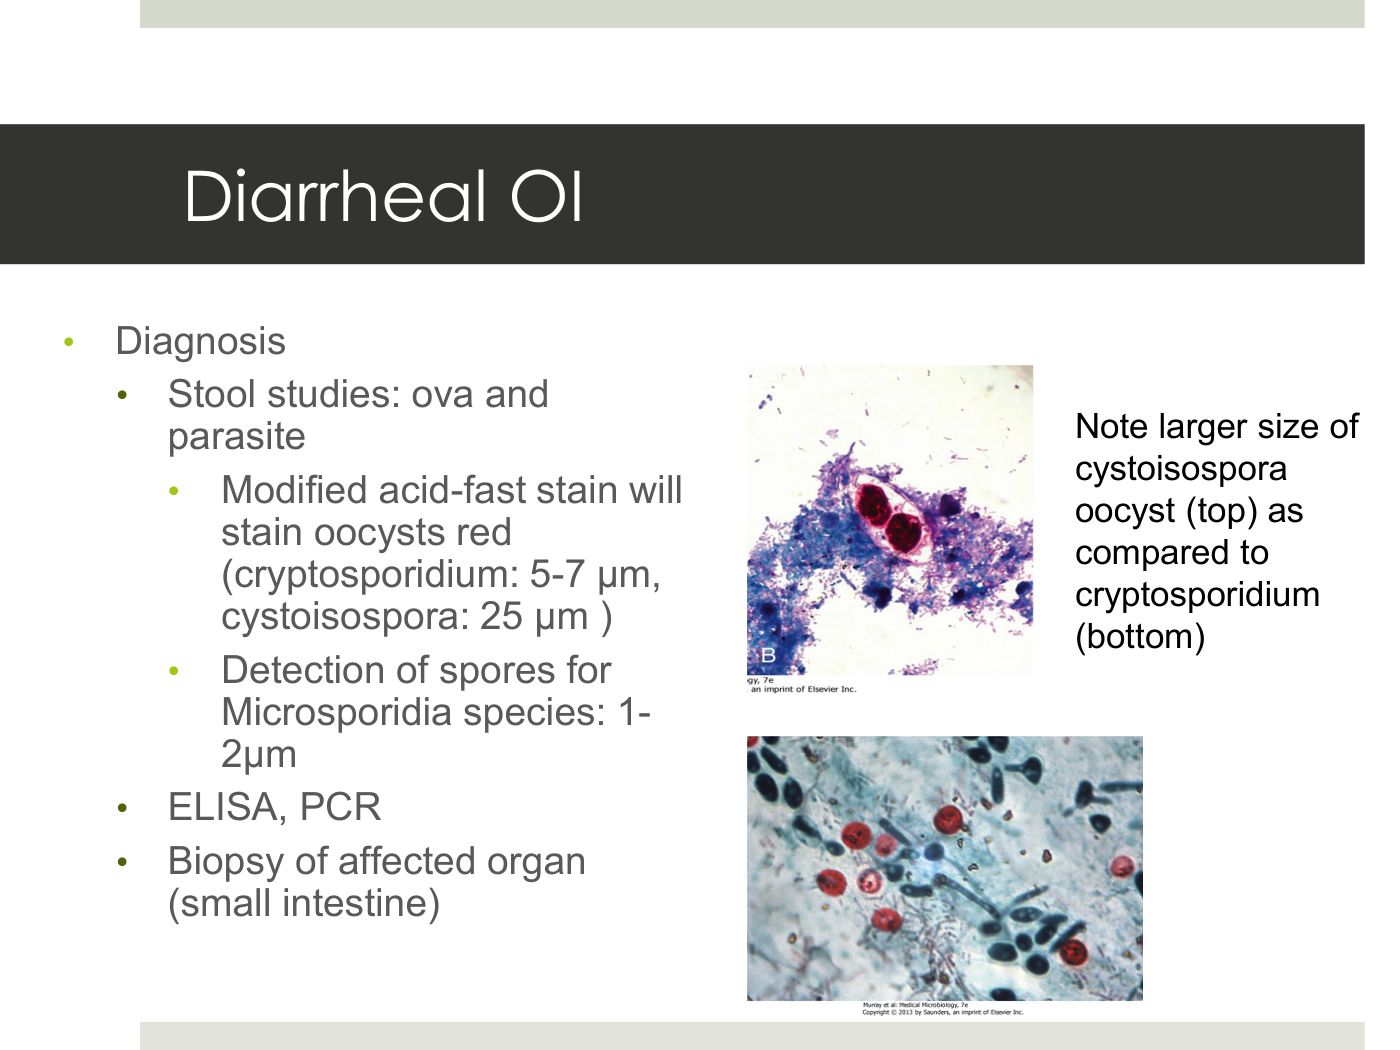 Diarrheal OI
• Diagnosis
• Stool studies: ova and
parasite
• Modified acid-fast stain will
stain oocysts red
(cryptosporidium: 5-7 µm,
cystoisospora: 25 µm )
• Detection of spores for
Microsporidia species: 1-
2µm
• ELISA, PCR
• Biopsy of affected organ
(small intestine)
B
gy, 7e
an imprint of Elsevier Inc.
Note larger size of
cystoisospora
oocyst (top) as
compared to
cryptosporidium
(bottom)
Murray et al: Medical Microbiology, 7e
Copyright © 2013 by Saunders, an imprint of Elsevier Inc.